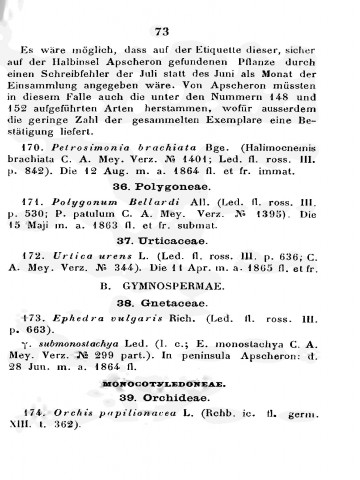 73
Es wäre möglich, dass auf der Etiquette dieser, sicher
auf der Halbinsel Apscheron gefundenen Pflanze durch
einen Schreibfehler der Juli statt des Juni als Monat der
Einsammlung angegeben wäre. Von Apscheron müssten
in diesem Falle auch die unter den Nummern 148 und
152 aufgeführten Arten herstammen, wofür ausserdem
die geringe Zahl der gesammelten Exemplare eine Be-
stätigung liefert.
170. Petrosimonia brachiata Bge. (Halimocnemis
brachiata C. A. Mey. Verz. № 1401; Led. fl. ross. III.
p. 842). Die 12 Aug. m. a. 1864 fl. et fr. immat.
36. Polygoneae.
171. Polygonum Bellardi All. (Led. fl. ross. III.
p. 530; P. patulum C. A. Mey. Verz. № 1395). Die
15 Maji m. a. 1863 fl. et fr. submat.
37. Urticaceae.
172. Urtica urens L. (Led. fl. ross. III. p. 636; C.
A. Mey. Verz. № 344). Die 11 Apr. m. a. 1865 fl. et fr.
B. GYMNOSPERMAE.
38. Gnetaceae.
173. Ephedra vulgaris Rich. (Led. fl. ross. III.
p. 663).
γ. submonostachya Led. (l. c.; E. monostachya C. A.
Mey. Verz. № 299 part.). In peninsula Apscheron: d.
28 Jun. m. a. 1864 fl.
MONOCOTYLEDONEAE.
39. Orchideae.
174. Orchis papilionacea L. (Rchb. ic. fl. germ.
XIII. t. 362).